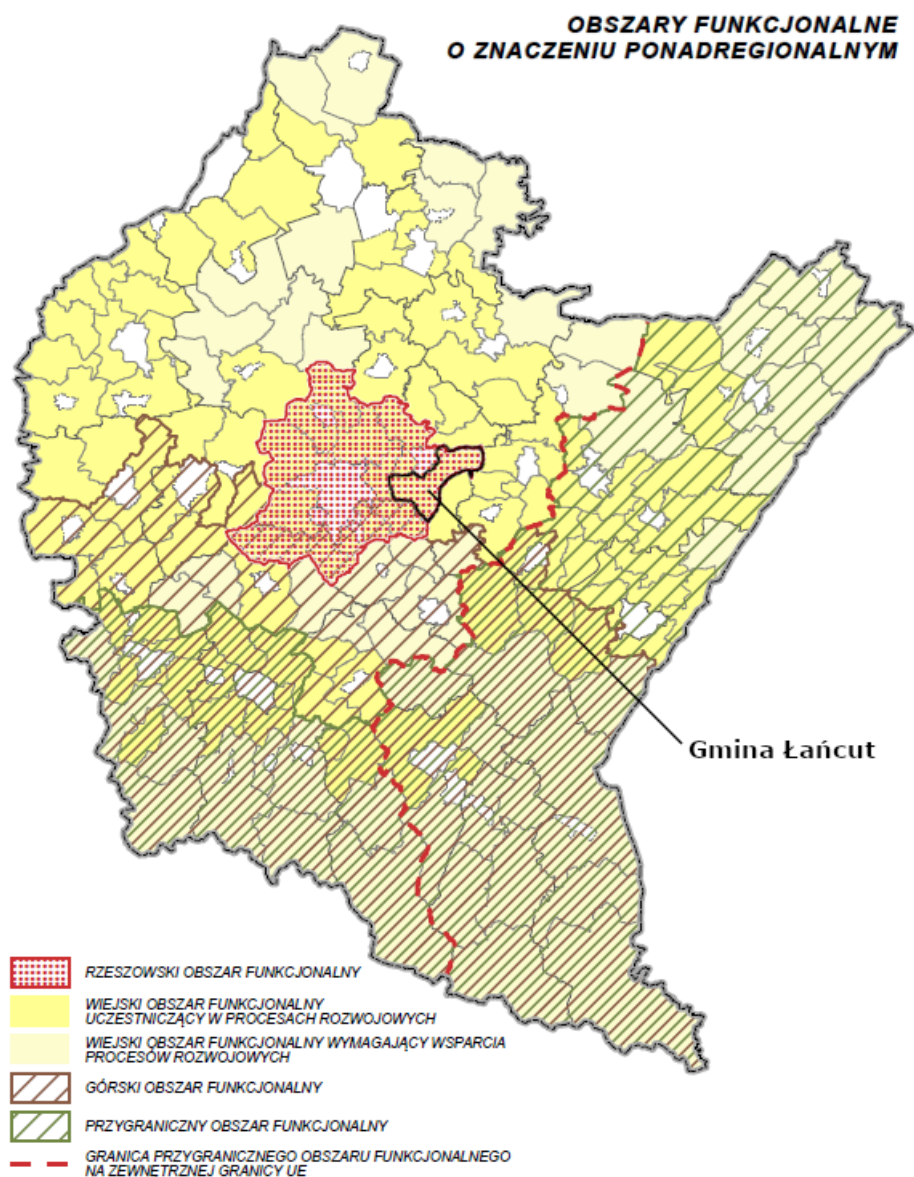 OBSZARY FUNKCJONALNE
O ZNACZENIU PONADREGIONALNYM
Gmina Łańcut
RZESZOWSKI OBSZAR FUNKCJONALNY
WIEJSKI OBSZAR FUNKCJONALNY
UCZESTNICZĄCY W PROCESACH ROZWOJOWYCH
WIEJSKI OBSZAR FUNKCJONALNY WYMAGAJĄCY WSPARCIA
PROCESÓW ROZWOJOWYCH
GÓRSKI OBSZAR FUNKCJONALNY
PRZYGRANICZNY OBSZAR FUNKCJONALNY
GRANICA PRZYGRANICZNEGO OBSZARU FUNKCJONALNEGO
NA ZEWNETRZNEJ GRANICY UE